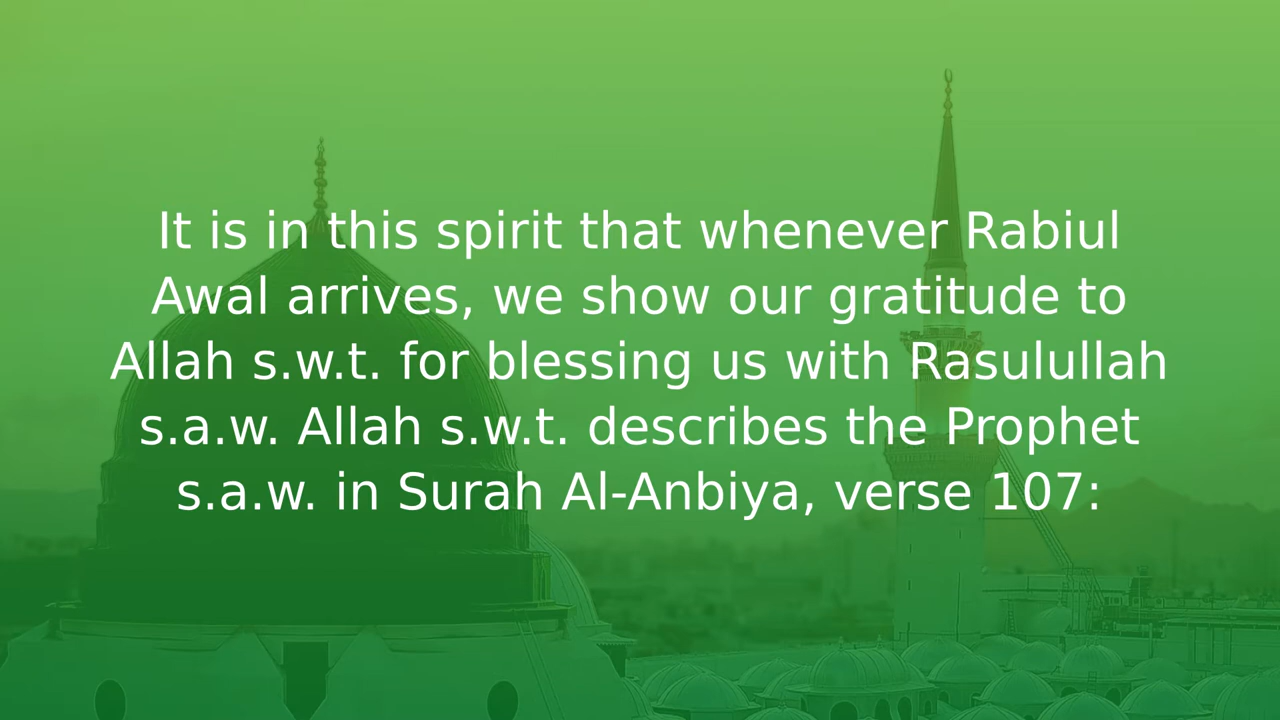 It is in this spirit that whenever Rabiul
Awal arrives, we show our gratitude to
Allah s.w.t. for blessing us with Rasulullah
s.a.w. Allah s.w.t. describes the Prophet
s.a.w. in Surah Al-Anbiya, verse 107: